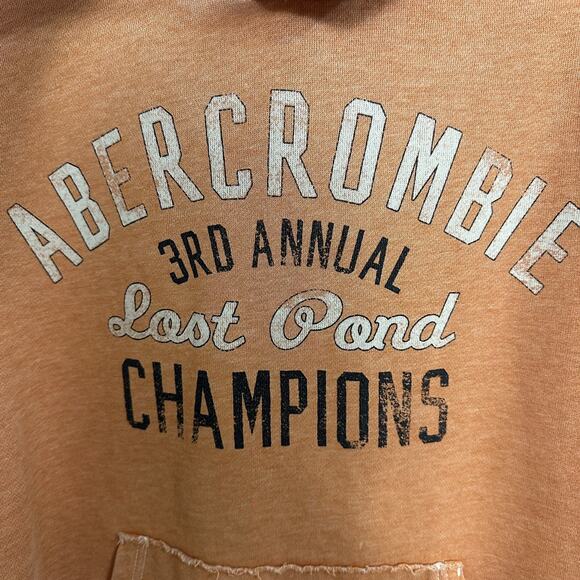 ABERCROMBIE
3RD ANNUAL
Lost Pond
CHAMPIONS